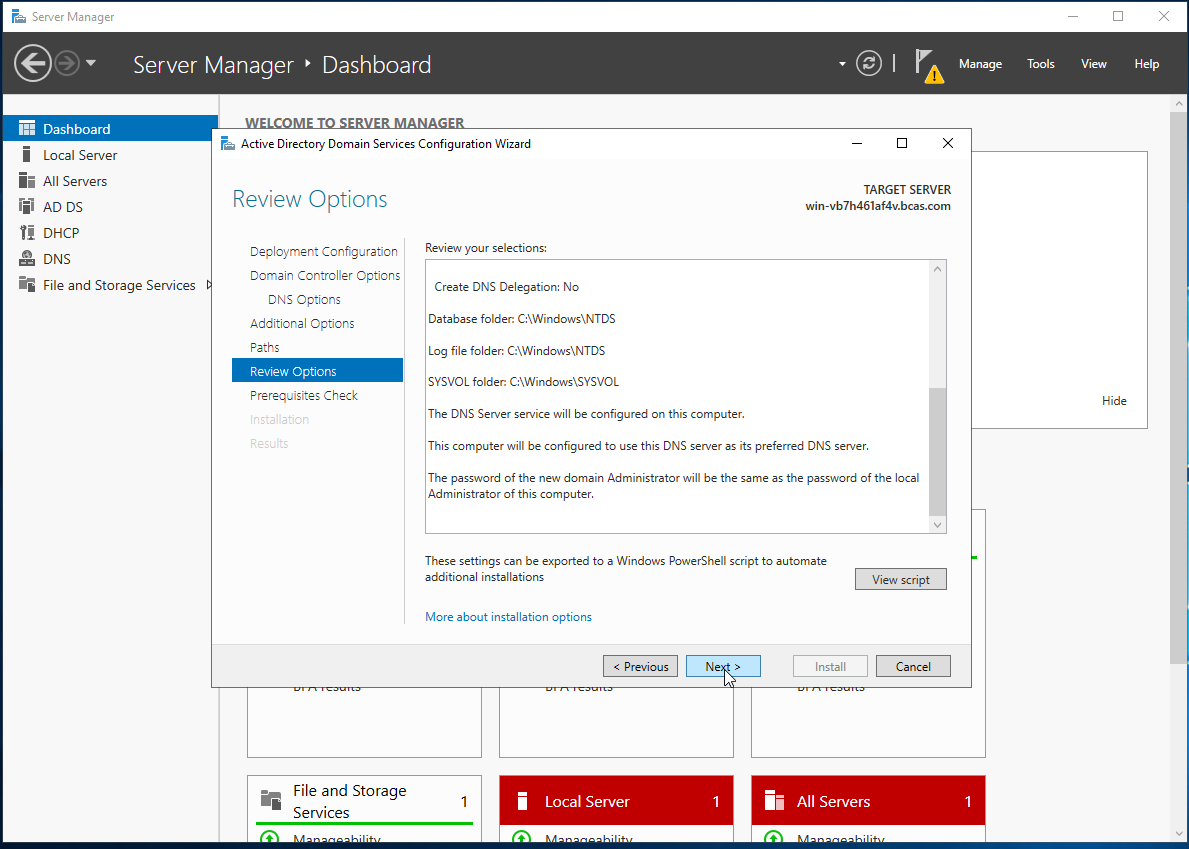 Server Manager
Server Manager ‣ Dashboard
Manage
Tools
View
Help
Dashboard
Local Server
All Servers
AD DS
DHCP
DNS
File and Storage Services
WELCOME TO SERVER MANAGER
Active Directory Domain Services Configuration Wizard
Review Options
TARGET SERVER
win-vb7h461af4v.bcas.com
Deployment Configuration
Domain Controller Options
DNS Options
Additional Options
Paths
Review Options
Prerequisites Check
Installation
Results
Review your selections:
Create DNS Delegation: No
Database folder: C:\Windows\NTDS
Log file folder: C:\Windows\NTDS
SYSVOL folder: C:\Windows\SYSVOL
The DNS Server service will be configured on this computer.
This computer will be configured to use this DNS server as its preferred DNS server.
The password of the new domain Administrator will be the same as the password of the local
Administrator of this computer.
These settings can be exported to a Windows PowerShell script to automate
additional installations
View script
More about installation options
< Previous
Next >
Install
Cancel
Hide
BPA results
BPA results
BPA results
File and Storage
Services
1
Manageability
Local Server
1
Manageability
All Servers
1
Manageability